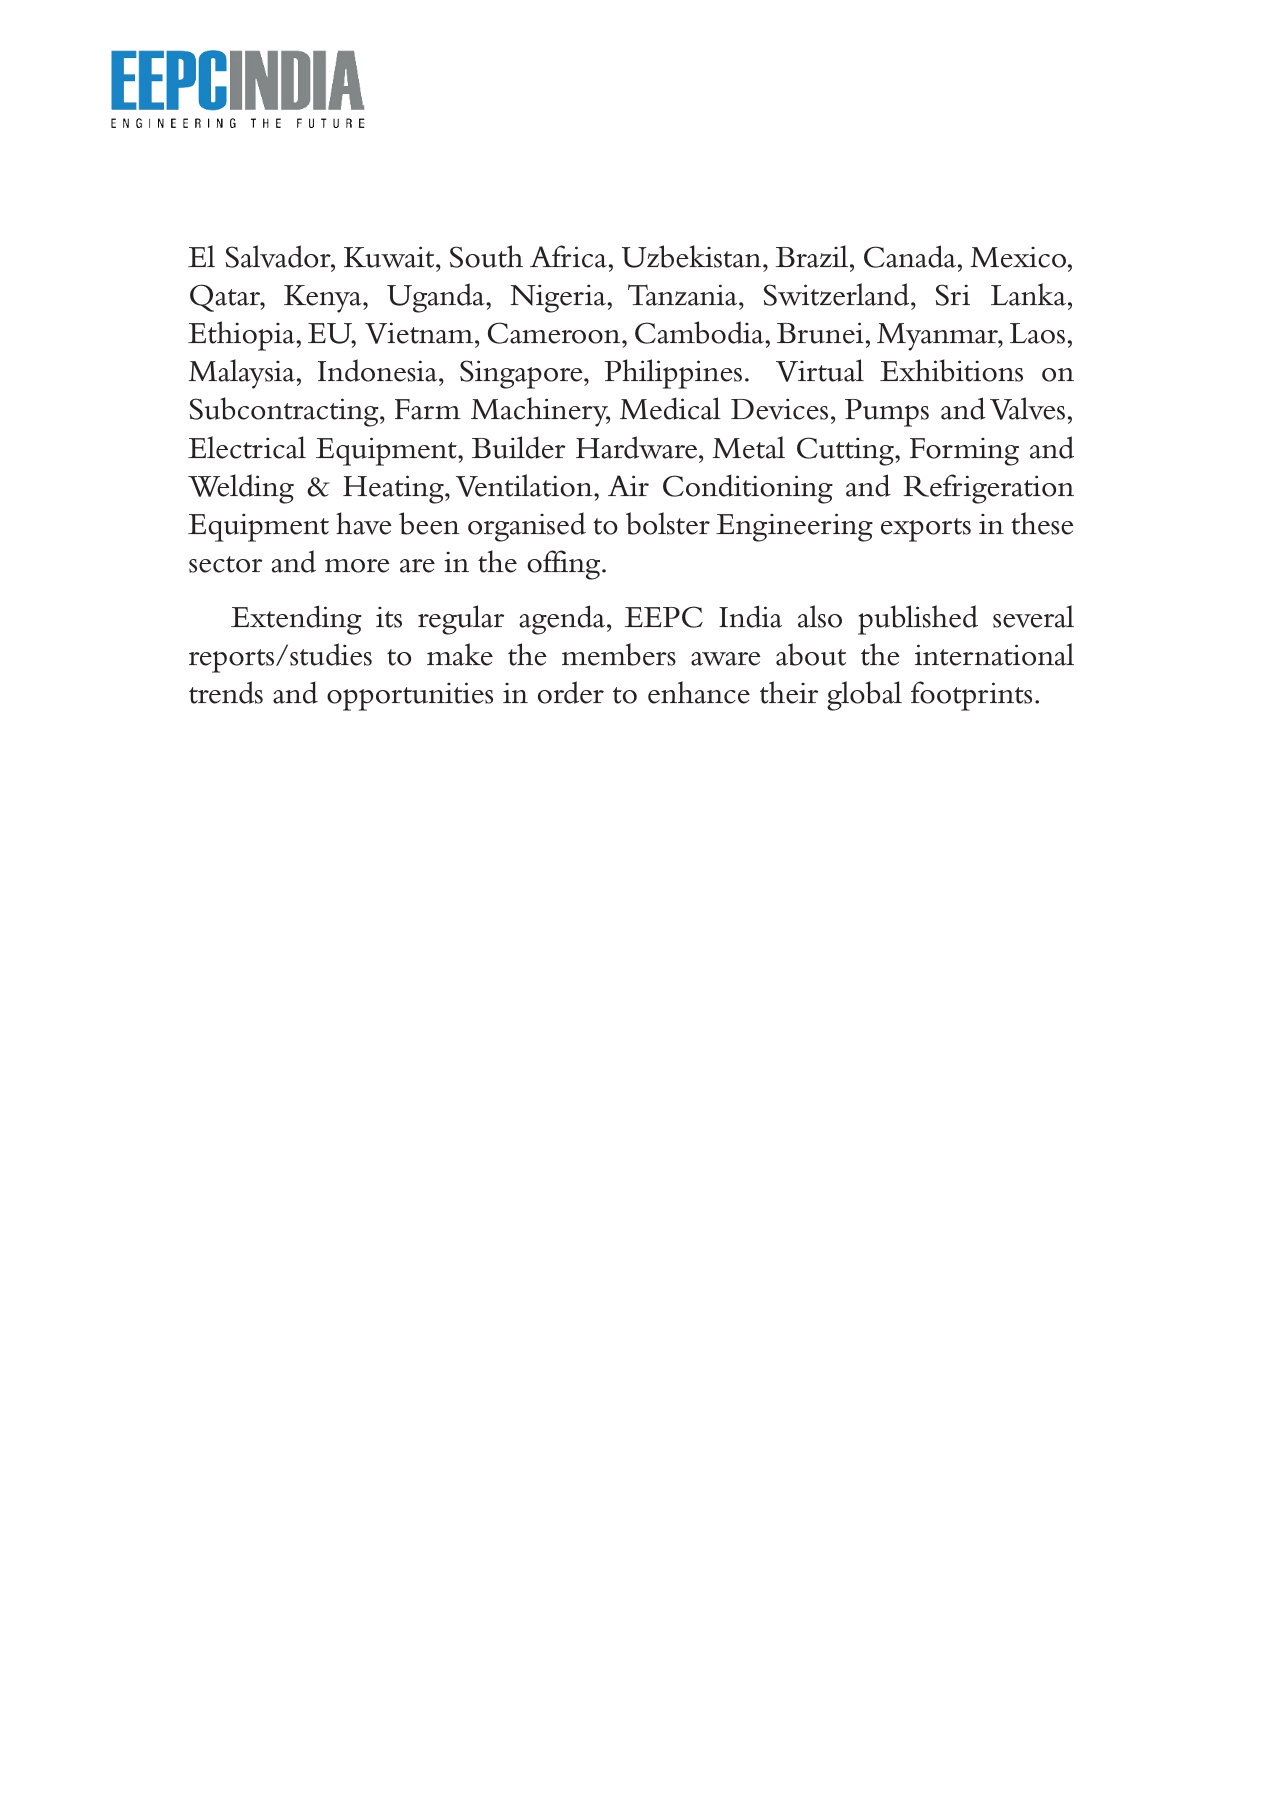 EEPCINDIA
ENGINEERING THE FUTURE
El Salvador, Kuwait, South Africa, Uzbekistan, Brazil, Canada, Mexico,
Qatar, Kenya, Uganda, Nigeria, Tanzania, Switzerland, Sri Lanka,
Ethiopia, EU, Vietnam, Cameroon, Cambodia, Brunei, Myanmar, Laos,
Malaysia, Indonesia, Singapore, Philippines. Virtual Exhibitions on
Subcontracting, Farm Machinery, Medical Devices, Pumps and Valves,
Electrical Equipment, Builder Hardware, Metal Cutting, Forming and
Welding & Heating, Ventilation, Air Conditioning and Refrigeration
Equipment have been organised to bolster Engineering exports in these
sector and more are in the offing.
Extending its regular agenda, EEPC India also published several
reports/studies to make the members aware about the international
trends and opportunities in order to enhance their global footprints.